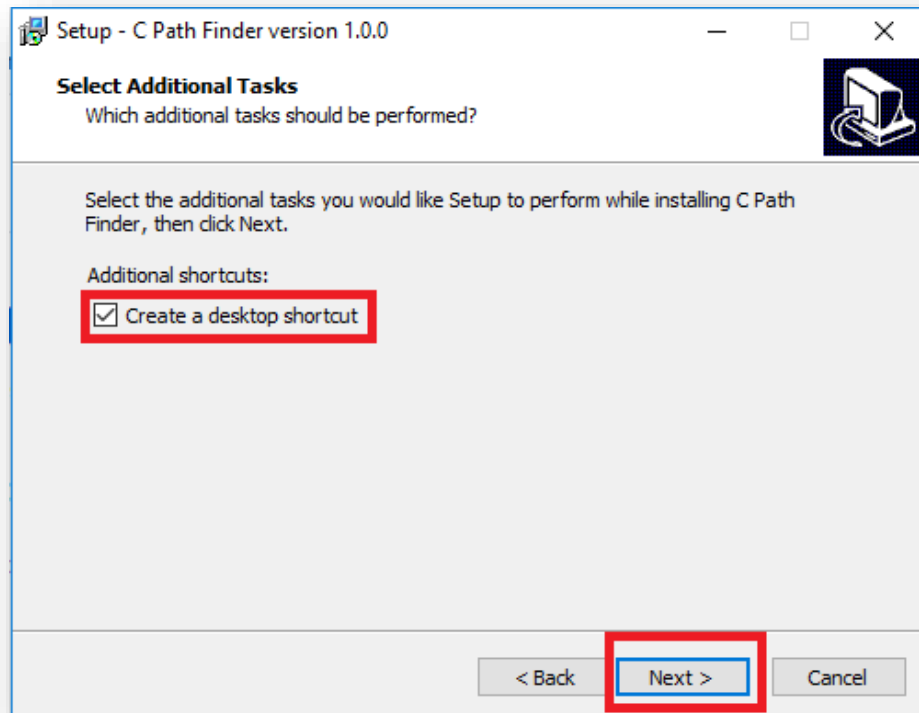 Setup - C Path Finder version 1.0.0
Select Additional Tasks
Which additional tasks should be performed?
Select the additional tasks you would like Setup to perform while installing C Path
Finder, then click Next.
Additional shortcuts:
Create a desktop shortcut
< Back
Next >
Cancel